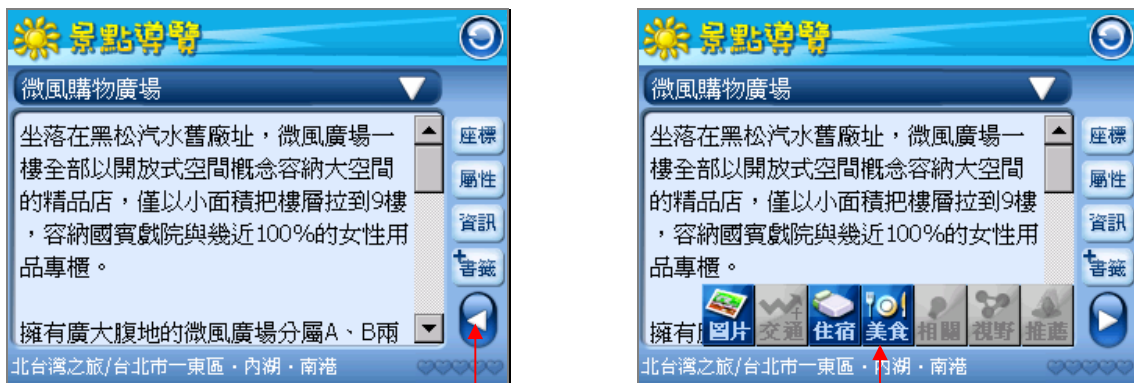 景點導覽
微風購物廣場
坐落在黑松汽水舊廠址，微風廣場一
樓全部以開放式空間概念容納大空間
的精品店，僅以小面積把樓層拉到9樓
，容納國賓戲院與幾近100%的女性用
品專櫃。
擁有廣大腹地的微風廣場分屬A、B兩
座標
屬性
資訊
+書籤
北台灣之旅/台北市－東區・內湖・南港
景點導覽
微風購物廣場
坐落在黑松汽水舊廠址，微風廣場一
樓全部以開放式空間概念容納大空間
的精品店，僅以小面積把樓層拉到9樓
，容納國賓戲院與幾近100%的女性用
品專櫃。
擁有
圖片 交通 住宿 美食 相關 視野 推薦
座標
屬性
資訊
+書籤
北台灣之旅/台北市－東區・內湖・南港